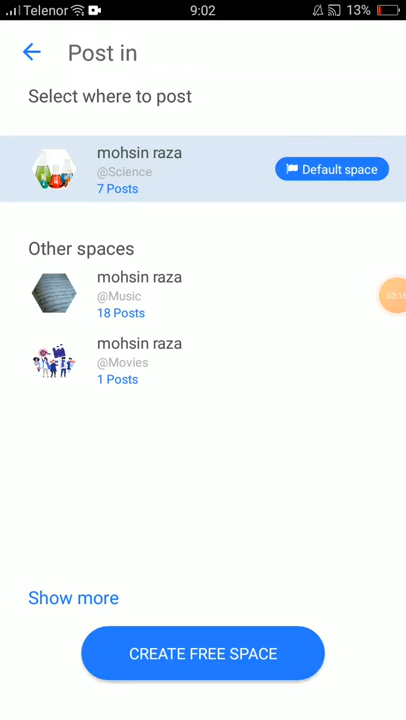 Telenor 9:02 13%
Post in
Select where to post
mohsin raza
@Science
7 Posts
Default space
Other spaces
mohsin raza
@Music
18 Posts
mohsin raza
@Movies
1 Posts
Show more
CREATE FREE SPACE